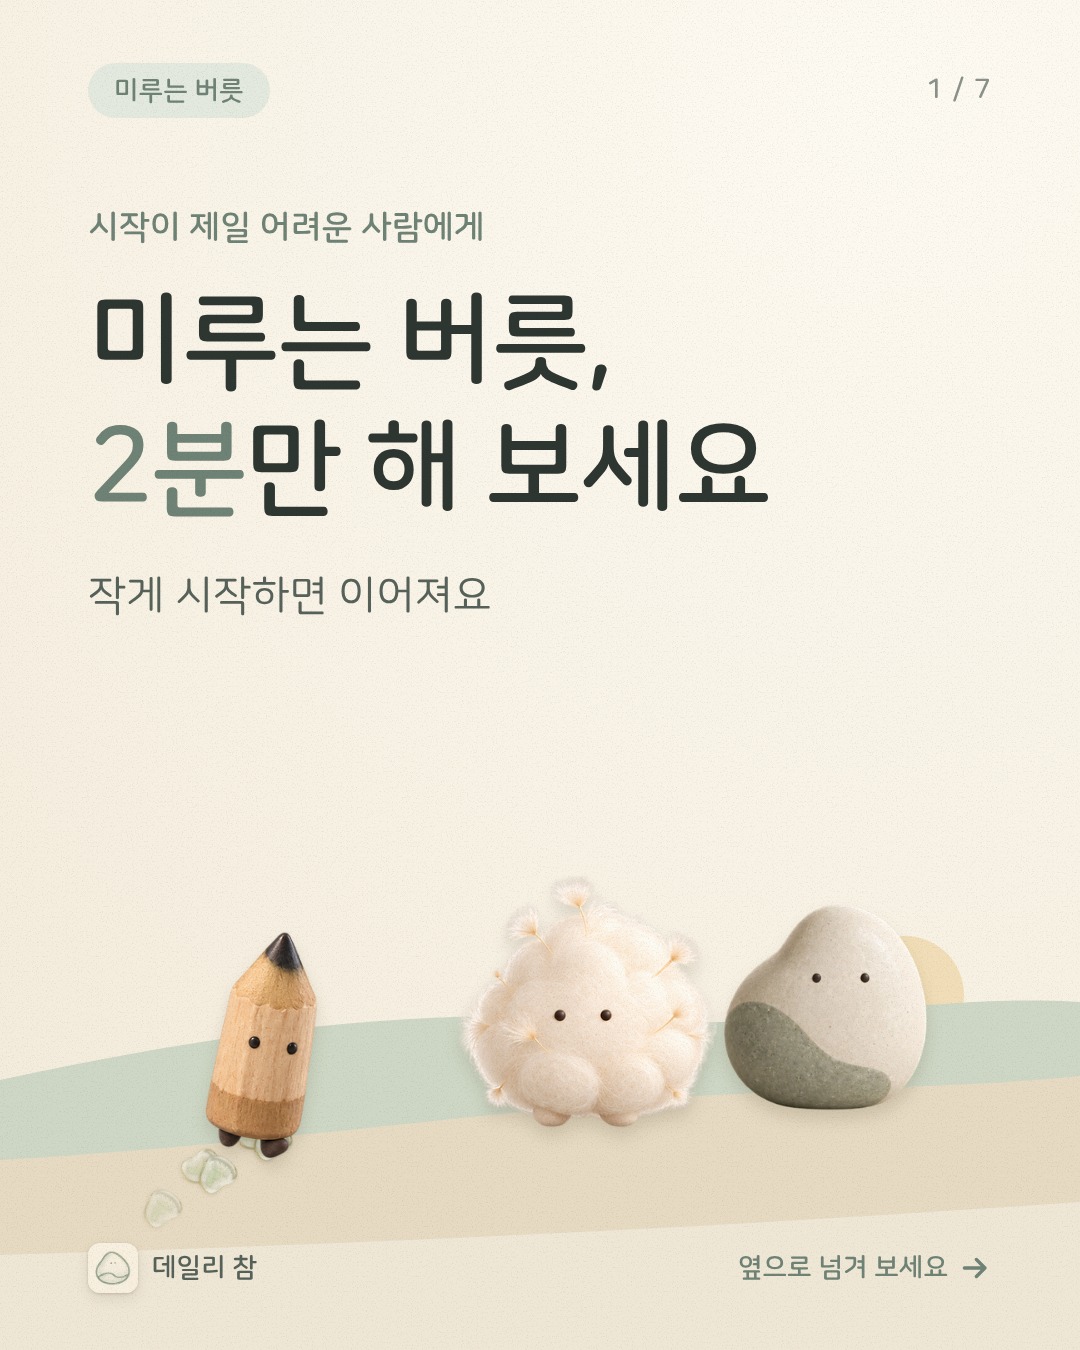 미루는 버릇
1 / 7
시작이 제일 어려운 사람에게
미루는 버릇,
2분만 해 보세요
작게 시작하면 이어져요
데일리 참
옆으로 넘겨 보세요 →